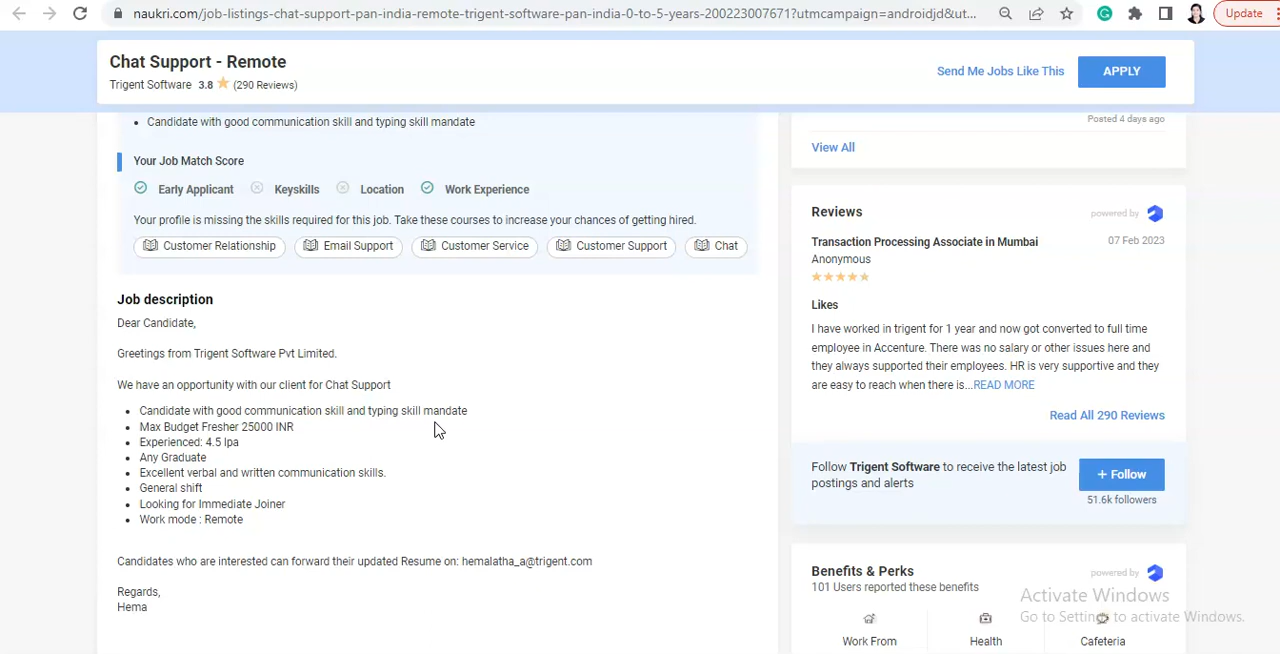 naukri.com/job-listings-chat-support-pan-india-remote-trigent-software-pan-india-0-to-5-years-200223007671?utmcampaign=androidjd&ut...
Update
Chat Support - Remote
Trigent Software 3.8 (290 Reviews)
Send Me Jobs Like This
APPLY
• Candidate with good communication skill and typing skill mandate
Your Job Match Score
Early Applicant Keyskills Location Work Experience
Your profile is missing the skills required for this job. Take these courses to increase your chances of getting hired.
Customer Relationship Email Support Customer Service Customer Support Chat
Job description
Dear Candidate,
Greetings from Trigent Software Pvt Limited.
We have an opportunity with our client for Chat Support
• Candidate with good communication skill and typing skill mandate
• Max Budget Fresher 25000 INR
• Experienced: 4.5 lpa
• Any Graduate
• Excellent verbal and written communication skills.
• General shift
• Looking for Immediate Joiner
• Work mode : Remote
Candidates who are interested can forward their updated Resume on: hemalatha_a@trigent.com
Regards,
Hema
Posted 4 days ago
View All
Reviews
powered by
Transaction Processing Associate in Mumbai
07 Feb 2023
Anonymous
Likes
I have worked in trigent for 1 year and now got converted to full time
employee in Accenture. There was no salary or other issues here and
they always supported their employees. HR is very supportive and they
are easy to reach when there is...READ MORE
Read All 290 Reviews
Follow Trigent Software to receive the latest job
postings and alerts
+ Follow
51.6k followers
Benefits & Perks
powered by
101 Users reported these benefits
Work From
Health
Cafeteria
Activate Windows
Go to Settings to activate Windows.